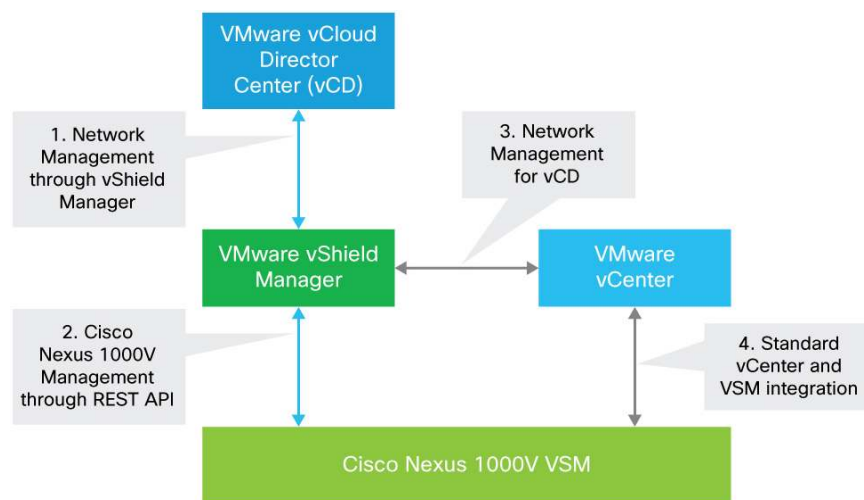 VMware vCloud
Director
Center (vCD)
1. Network
Management
through vShield
Manager
3. Network
Management
for vCD
VMware vShield
Manager
VMware
vCenter
2. Cisco
Nexus 1000V
Management
through REST API
4. Standard
vCenter and
VSM integration
Cisco Nexus 1000V VSM